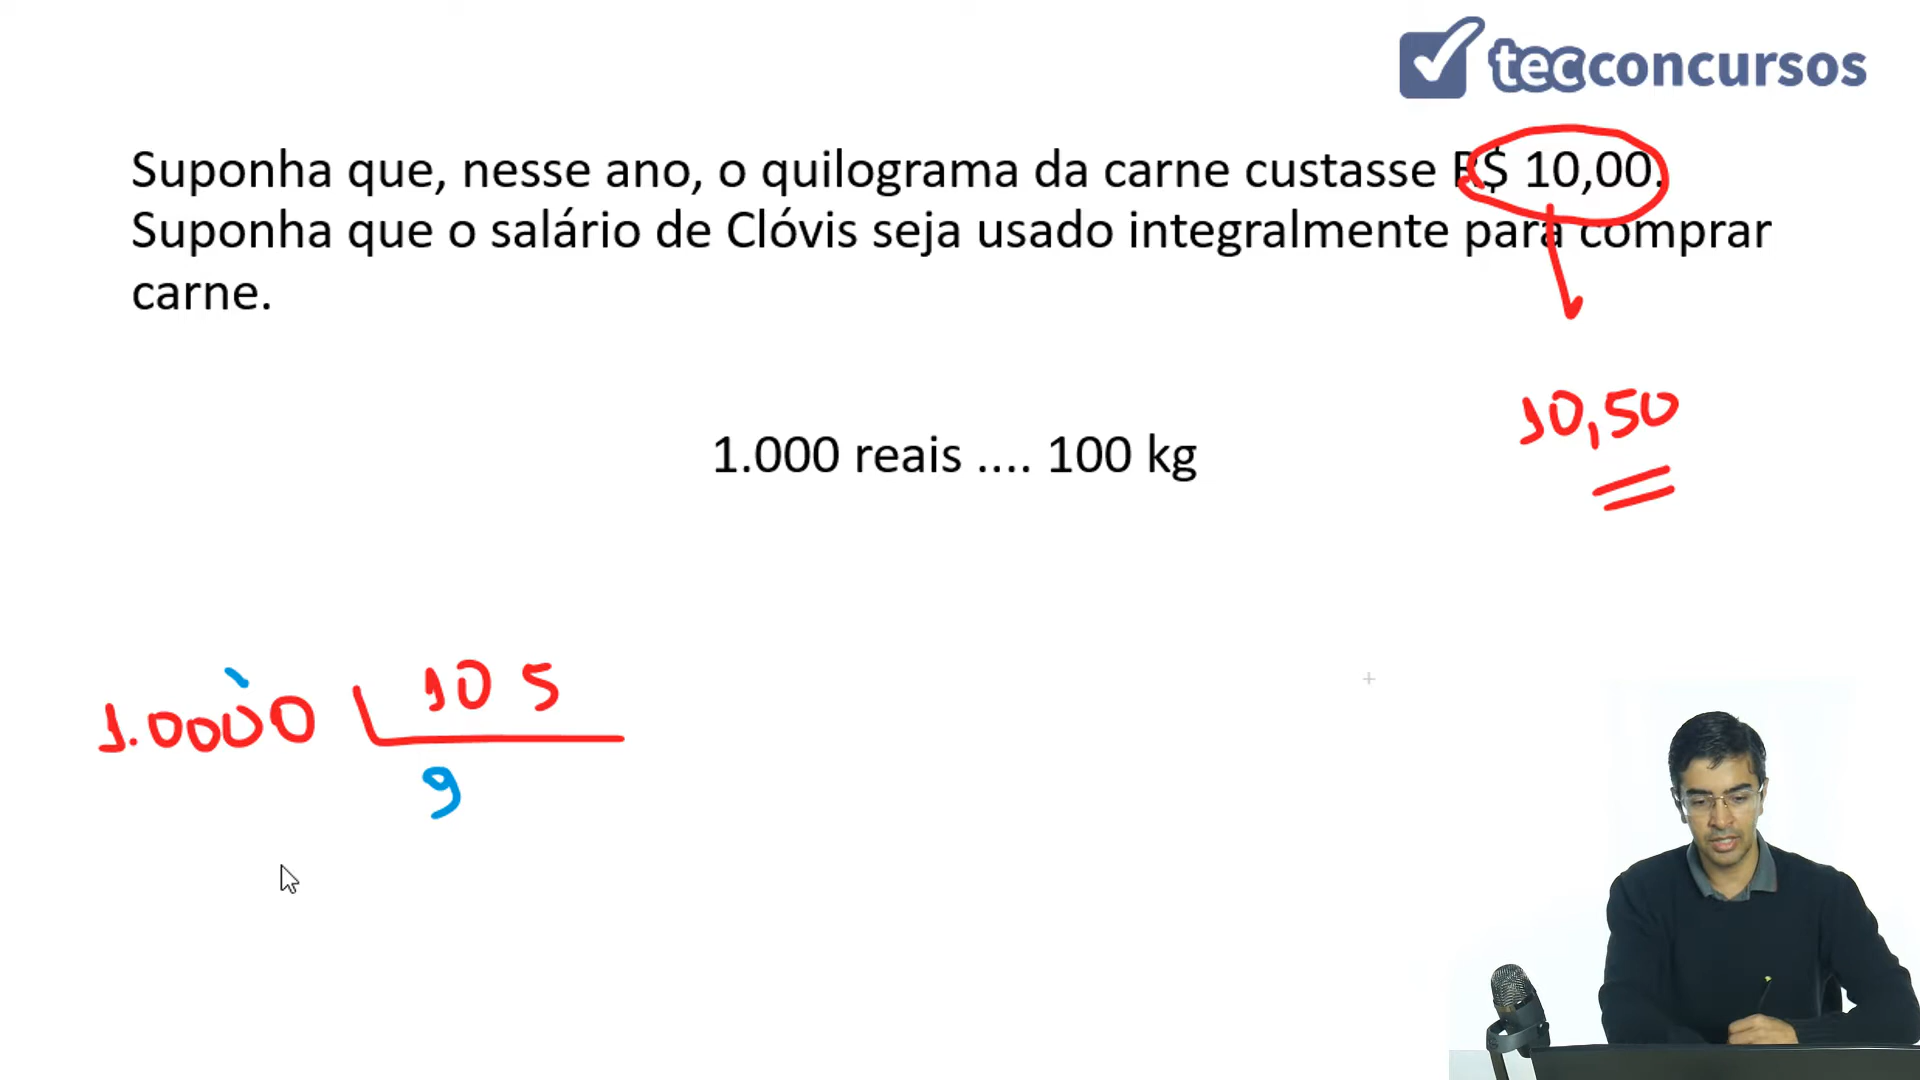 tecconcursos
Suponha que, nesse ano, o quilograma da carne custasse R$ 10,00.
Suponha que o salário de Clóvis seja usado integralmente para comprar
carne.
10,50
1.000 reais .... 100 kg
1.0000 105
9